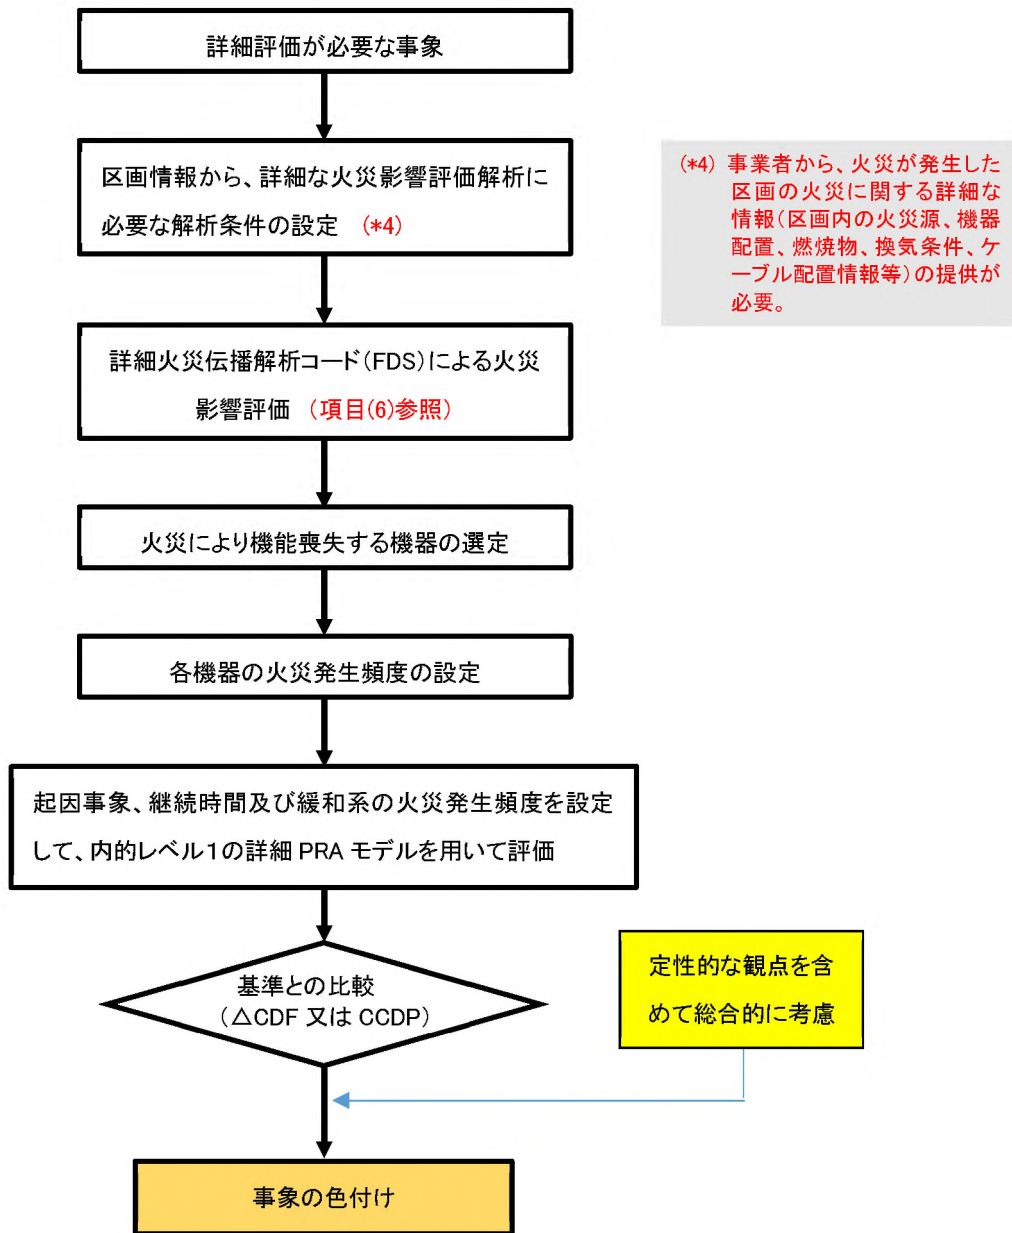 詳細評価が必要な事象
区画情報から、詳細な火災影響評価解析に
必要な解析条件の設定 (*4)
(*4) 事業者から、火災が発生した
区画の火災に関する詳細な
情報(区画内の火災源、機器
配置、燃焼物、換気条件、ケ
ーブル配置情報等)の提供が
必要。
詳細火災伝播解析コード(FDS)による火災
影響評価 (項目(6)参照)
火災により機能喪失する機器の選定
各機器の火災発生頻度の設定
起因事象、継続時間及び緩和系の火災発生頻度を設定
して、内的レベル1の詳細 PRA モデルを用いて評価
基準との比較
(△CDF 又は CCDP)
定性的な観点を含
めて総合的に考慮
事象の色付け